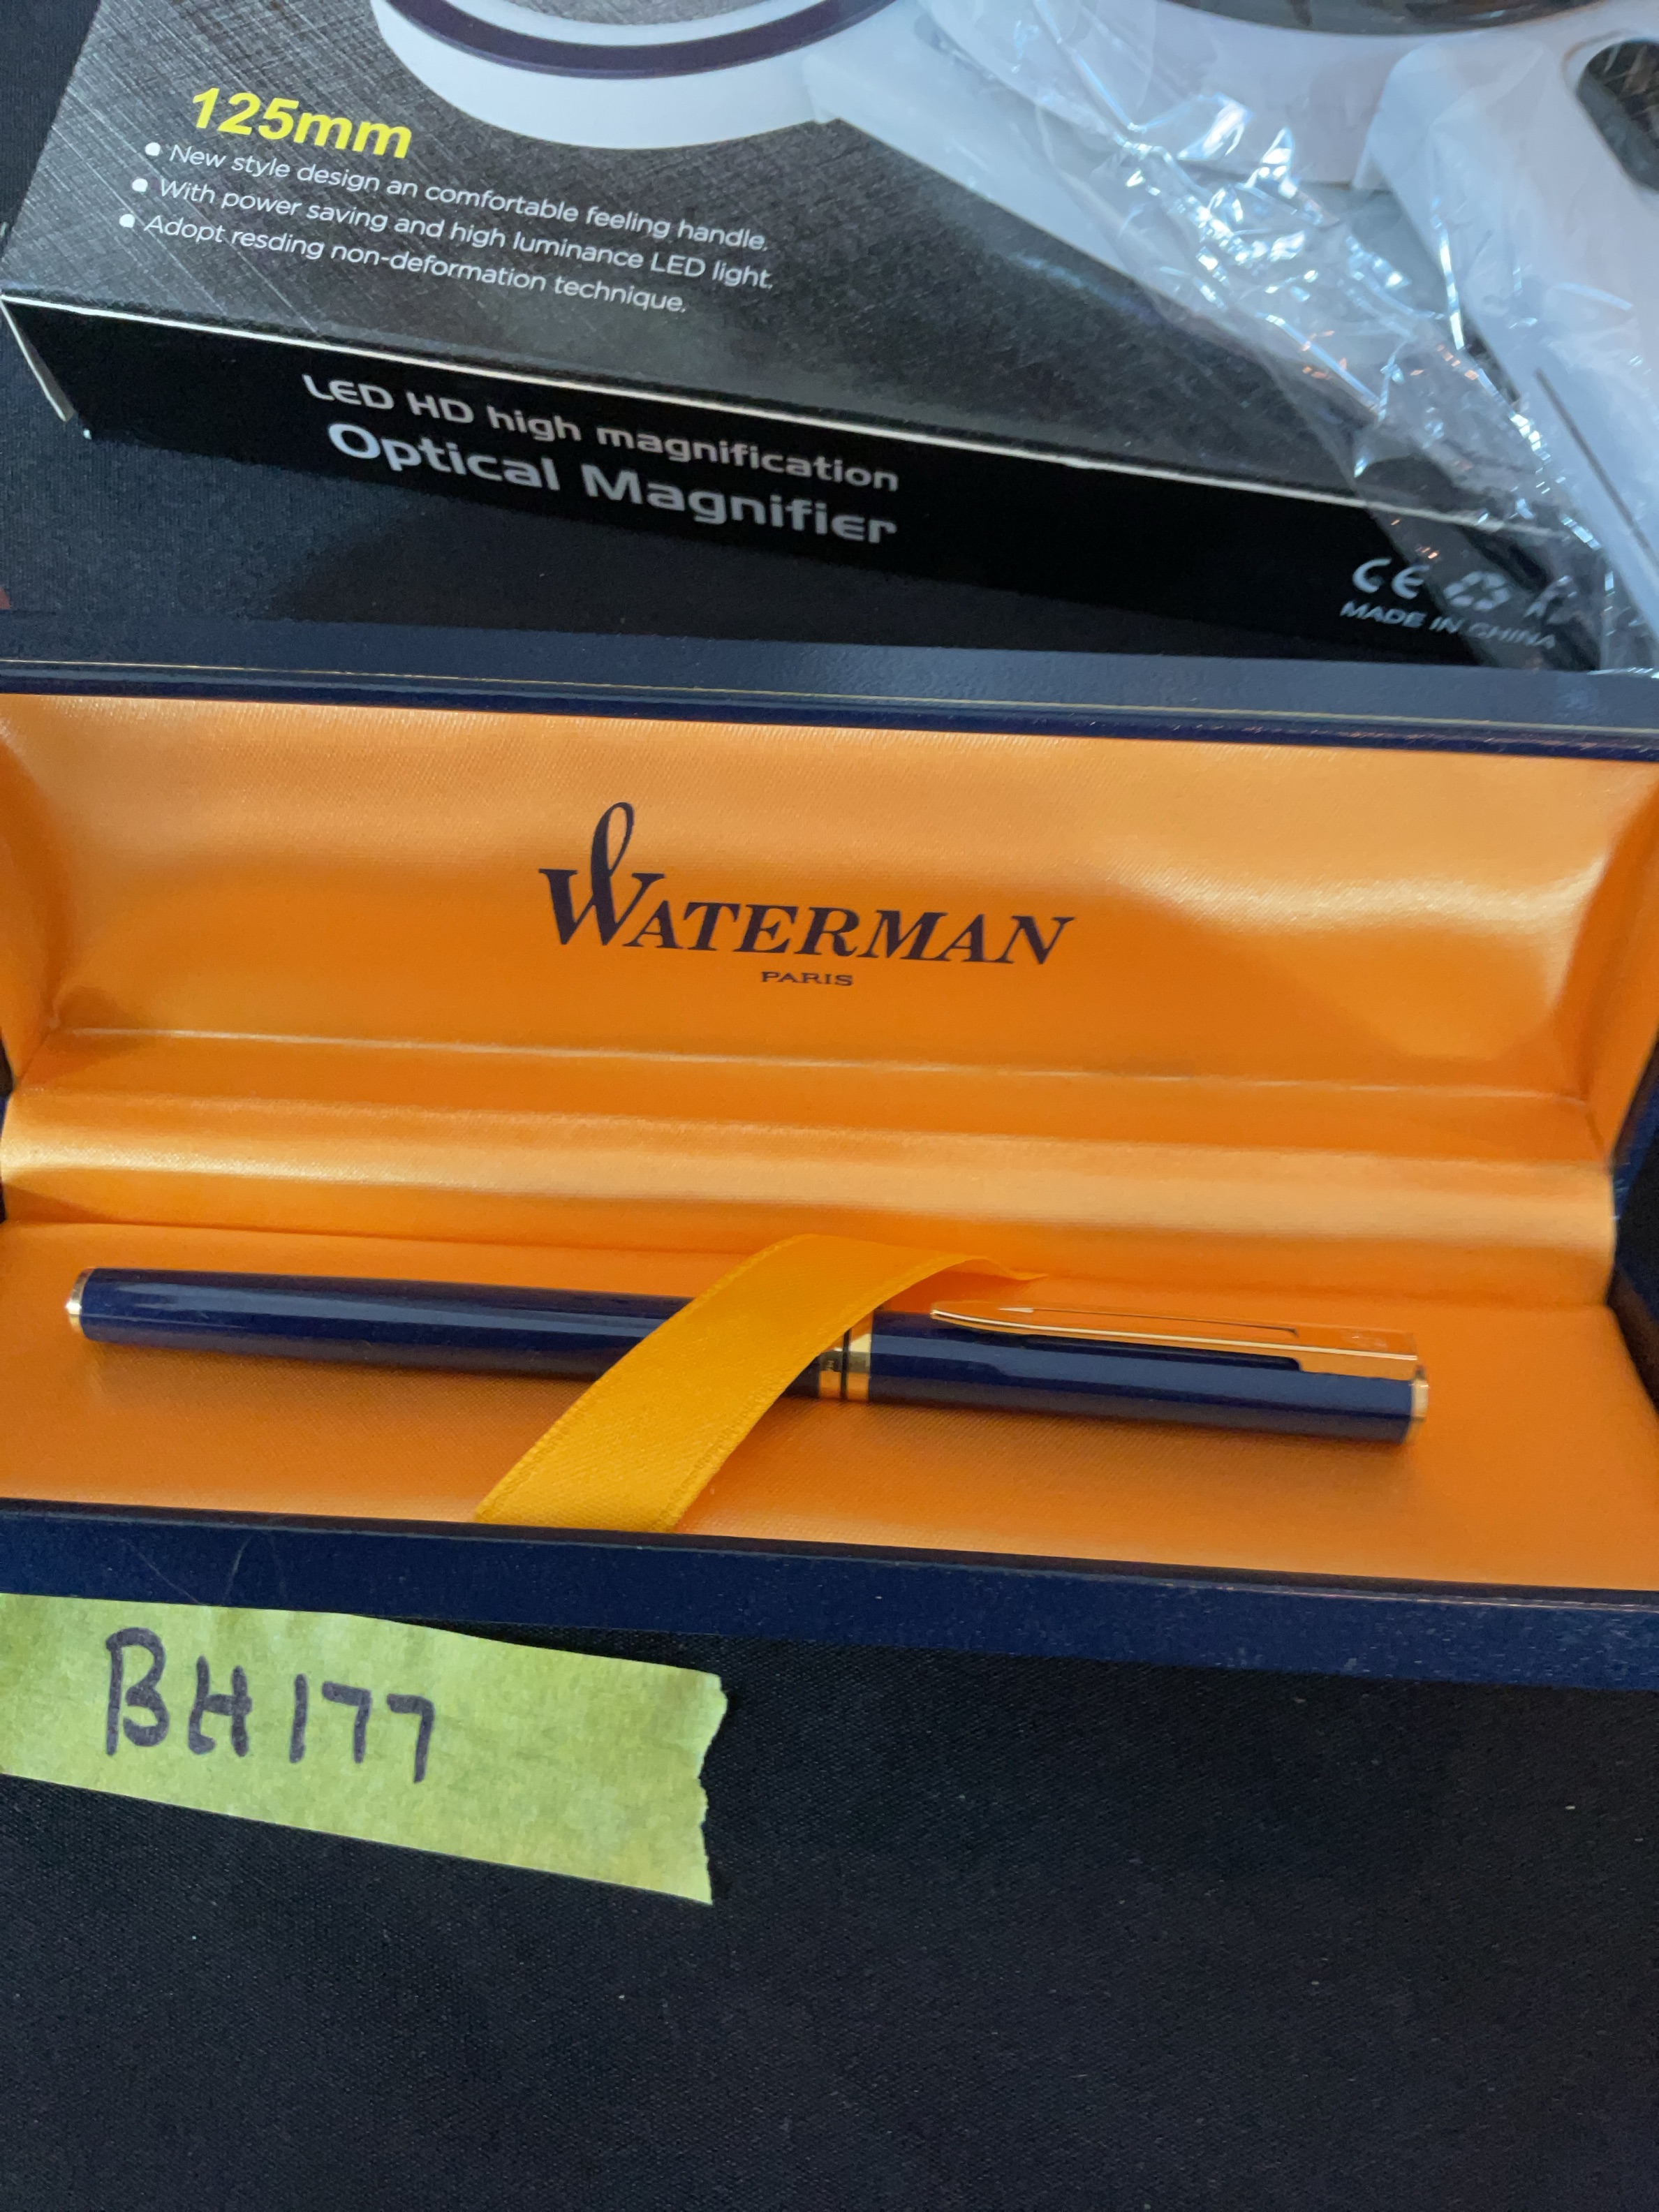 125mm
● New style design an comfortable feeling handle.
● With power saving and high luminance LED light.
● Adopt resding non-deformation technique.
LED HD high magnification
Optical Magnifier
CE
MADE IN CHINA
WATERMAN
PARIS
BH177